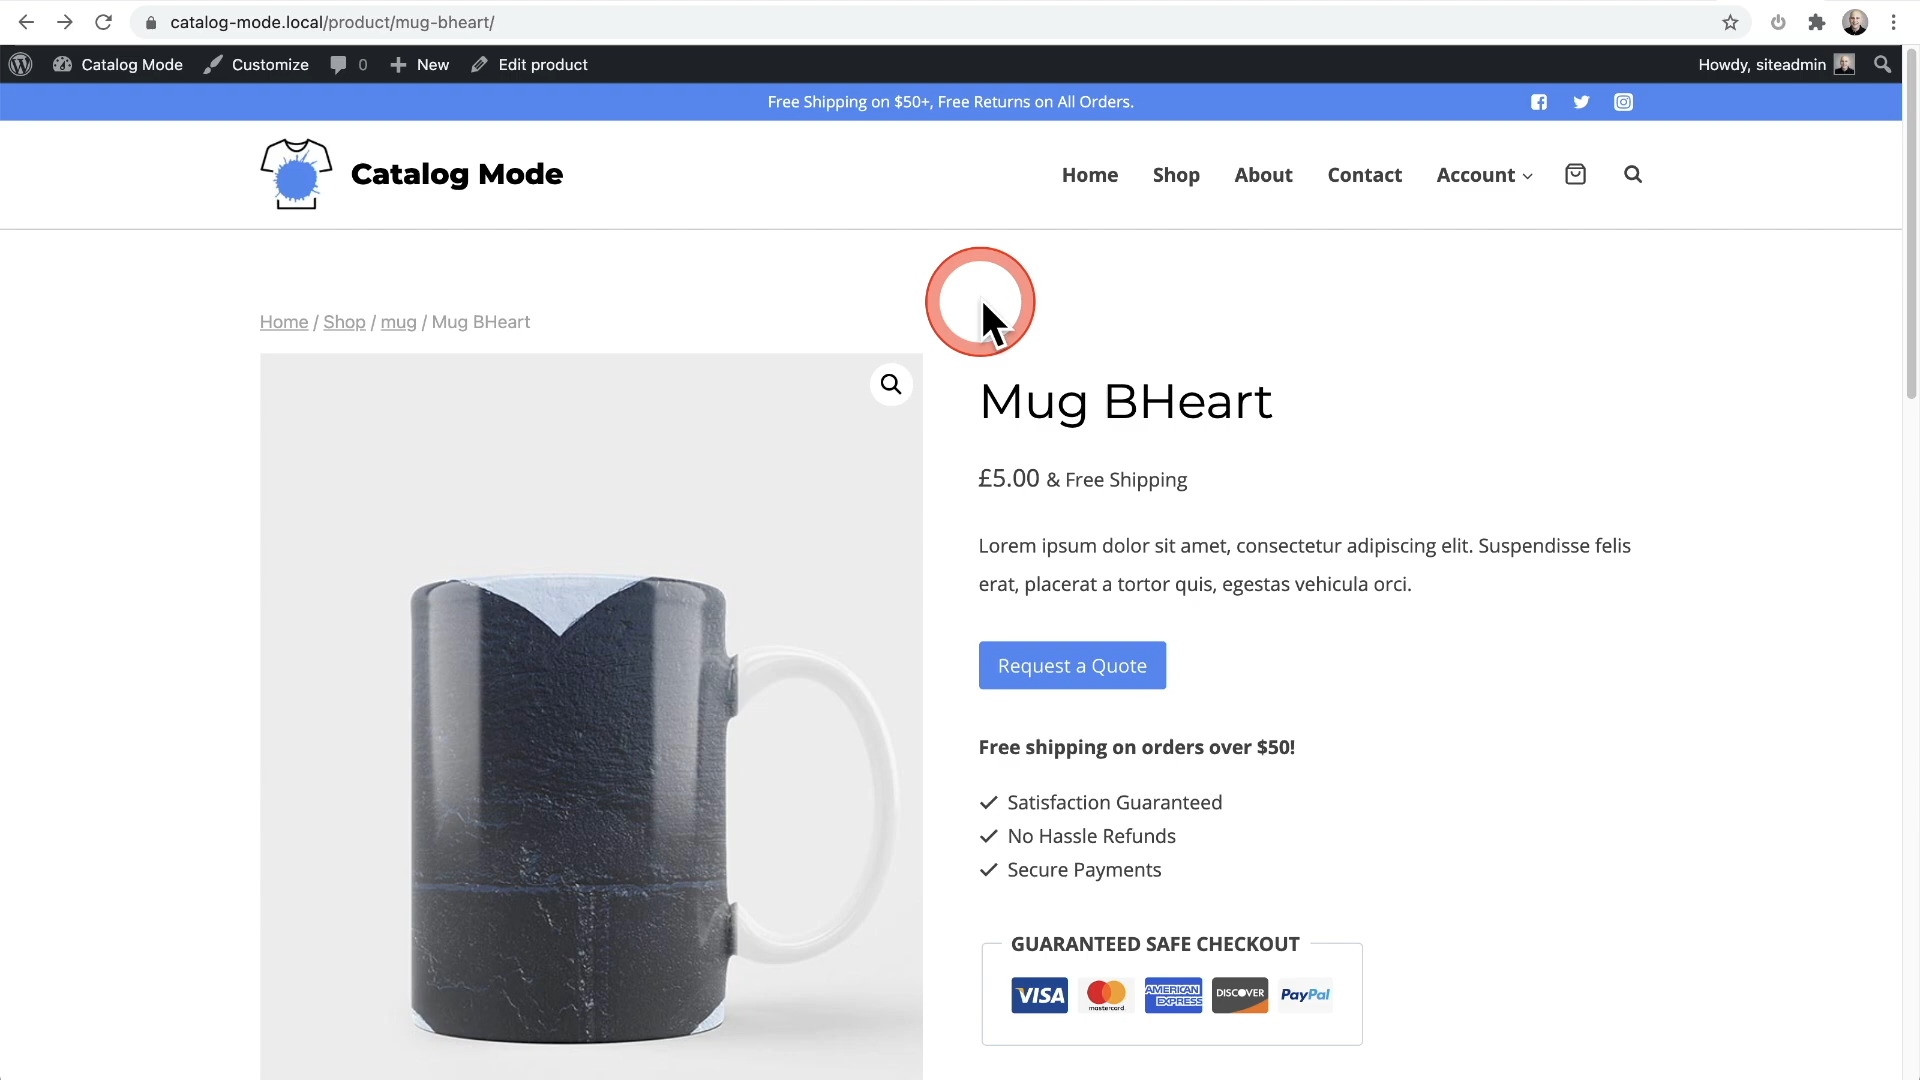 catalog-mode.local/product/mug-bheart/
Catalog Mode
Customize
0
New
Edit product
Howdy, siteadmin
Free Shipping on $50+, Free Returns on All Orders.
Catalog Mode
Home
Shop
About
Contact
Account
Home / Shop / mug / Mug BHeart
Mug BHeart
£5.00 & Free Shipping
Lorem ipsum dolor sit amet, consectetur adipiscing elit. Suspendisse felis
erat, placerat a tortor quis, egestas vehicula orci.
Request a Quote
Free shipping on orders over $50!
Satisfaction Guaranteed
No Hassle Refunds
Secure Payments
GUARANTEED SAFE CHECKOUT
VISA
mastercard
AMERICAN EXPRESS
DISCOVER
PayPal